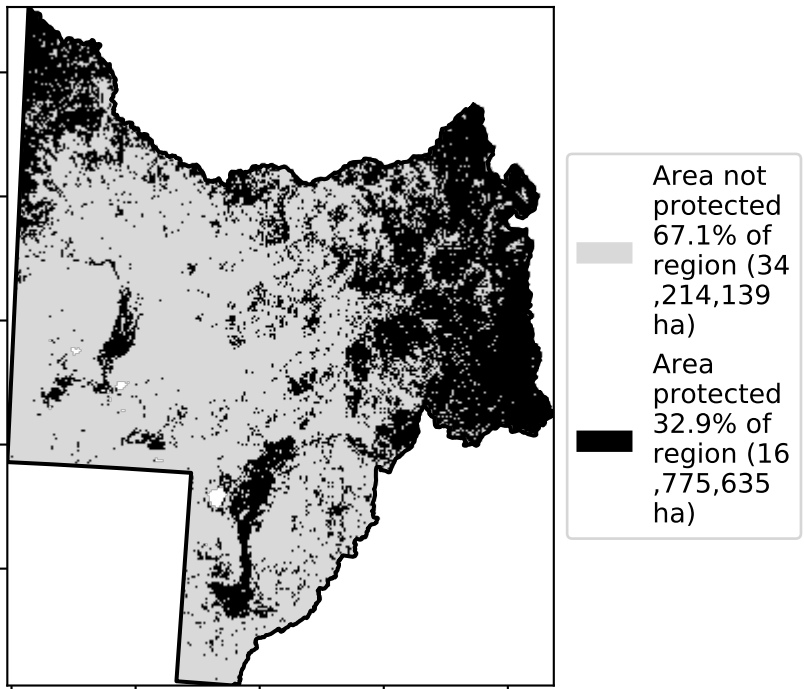 Area not
protected
67.1% of
region (34
,214,139
ha)
Area
protected
32.9% of
region (16
,775,635
ha)